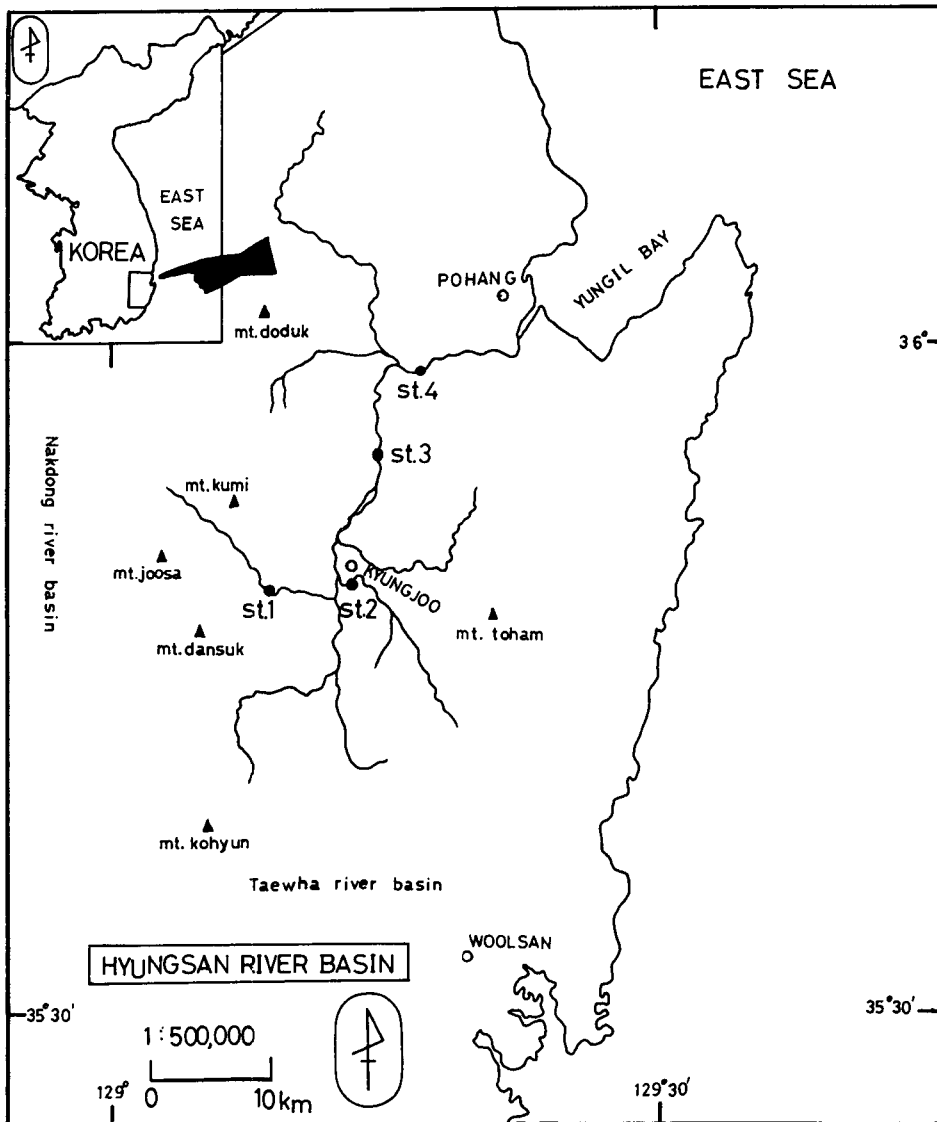 EAST SEA
EAST
SEA
KOREA
POHANG
YUNGIL BAY
mt.doduk
36°
st.4
Nakdong river basin
st.3
mt.kumi
mt.joosa
KYUNGJOO
st.1
st.2
mt. toham
mt.dansuk
mt. kohyun
Taewha river basin
WOOLSAN
HYUNGSAN RIVER BASIN
35°30'
35°30'
1:500,000
0 10km
129°
129°30'